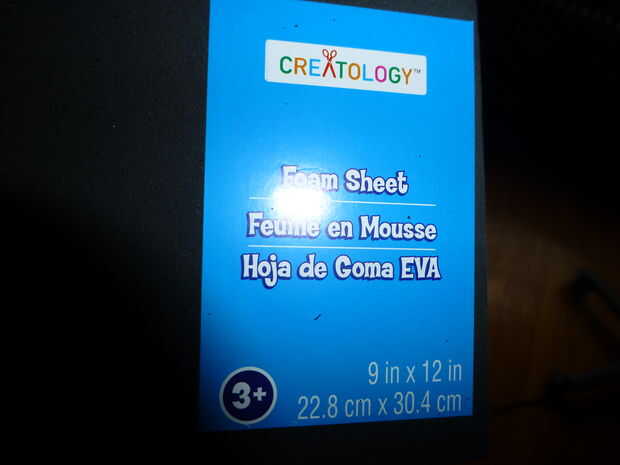 CREATOLOGY™
Foam Sheet
Feuille en Mousse
Hoja de Goma EVA
9 in x 12 in
3+
22.8 cm x 30.4 cm